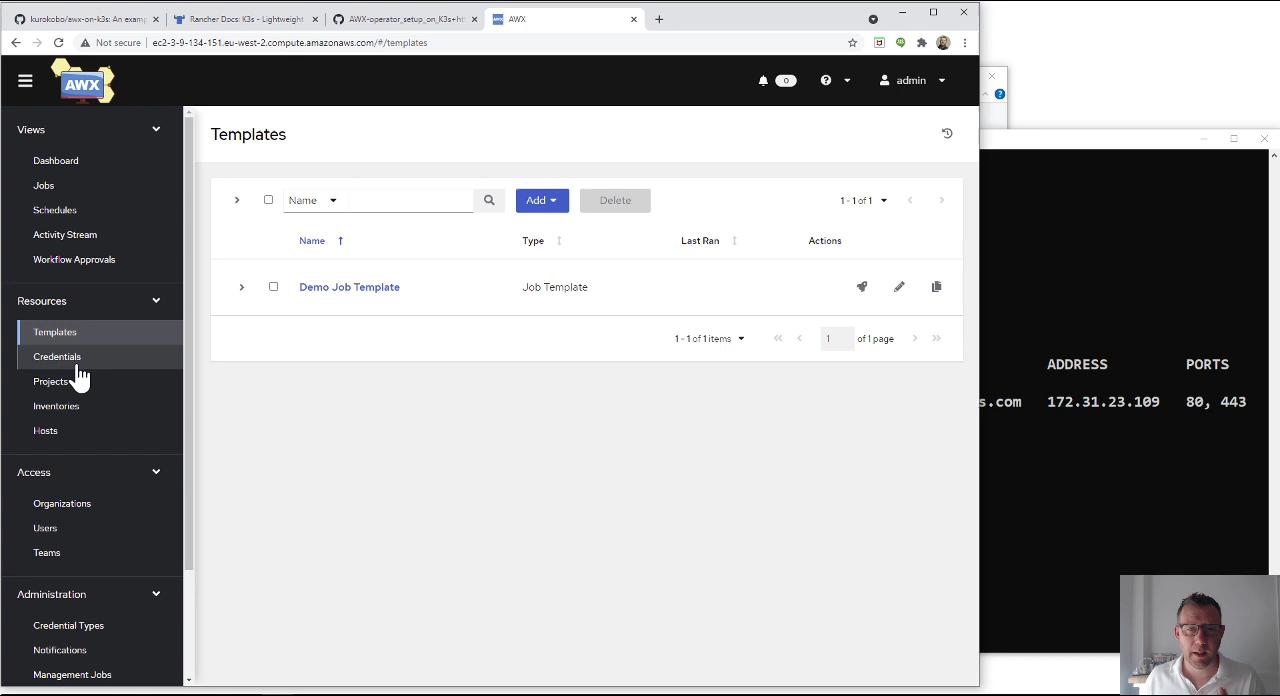 kurokobo/awx-on-k3s: An examp
Rancher Docs: K3s - Lightweight
AWX-operator_setup_on_K3s+htt
AWX
Not secure
ec2-3-9-134-151.eu-west-2.compute.amazonaws.com/#/templates
AWX
0
admin
Views
Dashboard
Jobs
Schedules
Activity Stream
Workflow Approvals
Resources
Templates
Credentials
Projects
Inventories
Hosts
Access
Organizations
Users
Teams
Administration
Credential Types
Notifications
Management Jobs
Templates
Name
Add
Delete
1 - 1 of 1
Name
Type
Last Ran
Actions
Demo Job Template
Job Template
1 - 1 of 1 items
1
of 1 page
ADDRESS PORTS
s.com 172.31.23.109 80, 443